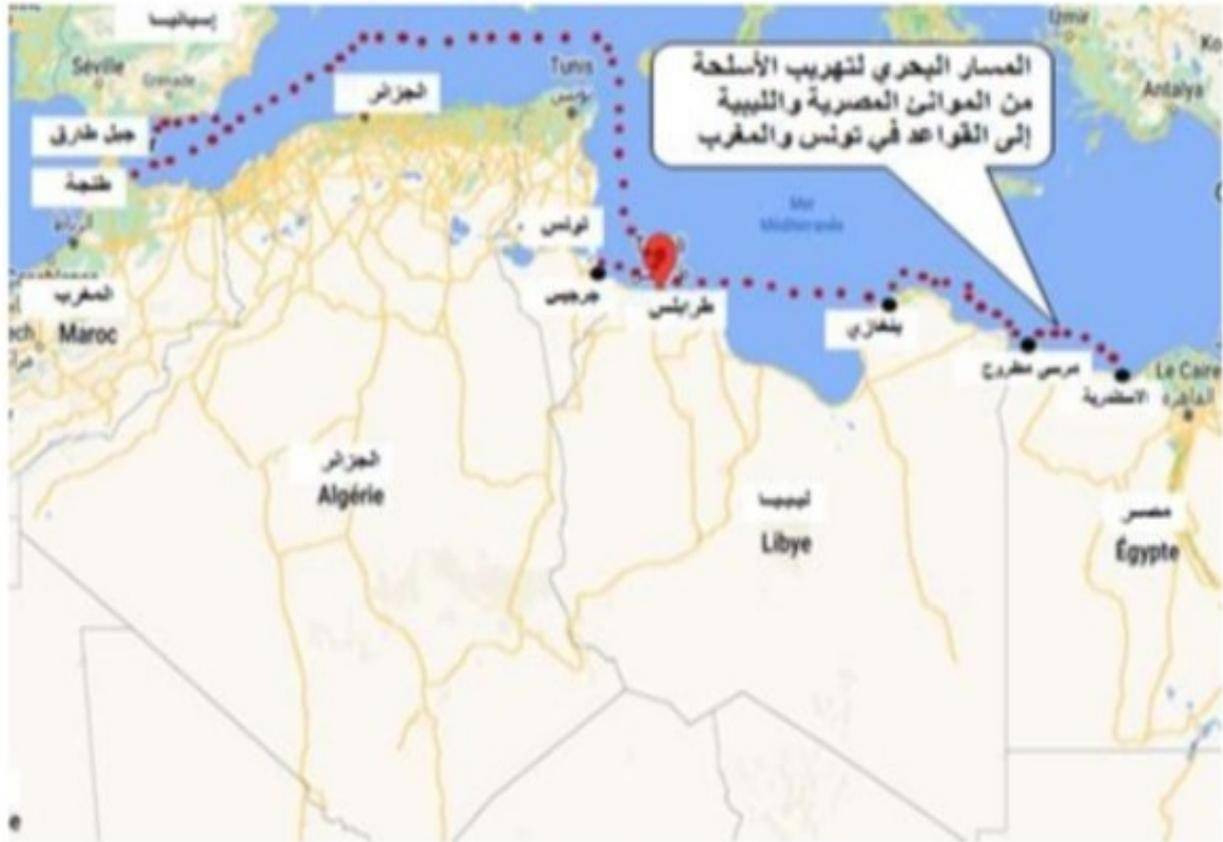 إسبانيا
Séville
Grenade
جبل طارق
طنجة
الرباط
المغرب
Maroc
الجزائر
Tunis
تونس
المسار البحري لتهريب الأسلحة
من الموانئ المصرية والليبية
إلى القواعد في تونس والمغرب
Izmir
Antalya
Mer
Méditerranée
تونس
جرجيس
طرابلس
بنغازي
مرسى مطروح
الاسكندرية
Le Caire
القاهرة
الجزائر
Algérie
ليبيا
Libye
مصر
Égypte